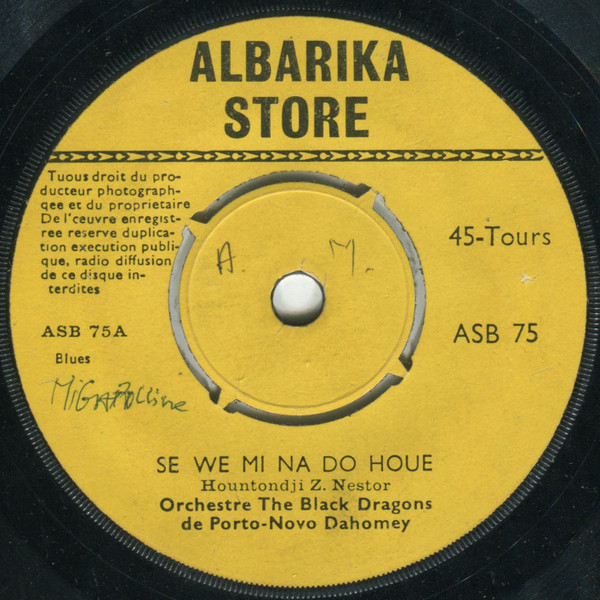 ALBARIKA
STORE
Tuous droit du pro-
ducteur photograph-
qee et du proprietaire
De l'ceuvre enregist-
ree reserve duplica-
tion execution publi-
que, radio diffusion
de ce disque in-
terdites
45-Tours
A. M.
ASB 75A
ASB 75
Blues
SE WE MI NA DO HOUE
Hountondji Z. Nestor
Orchestre The Black Dragons
de Porto-Novo Dahomey